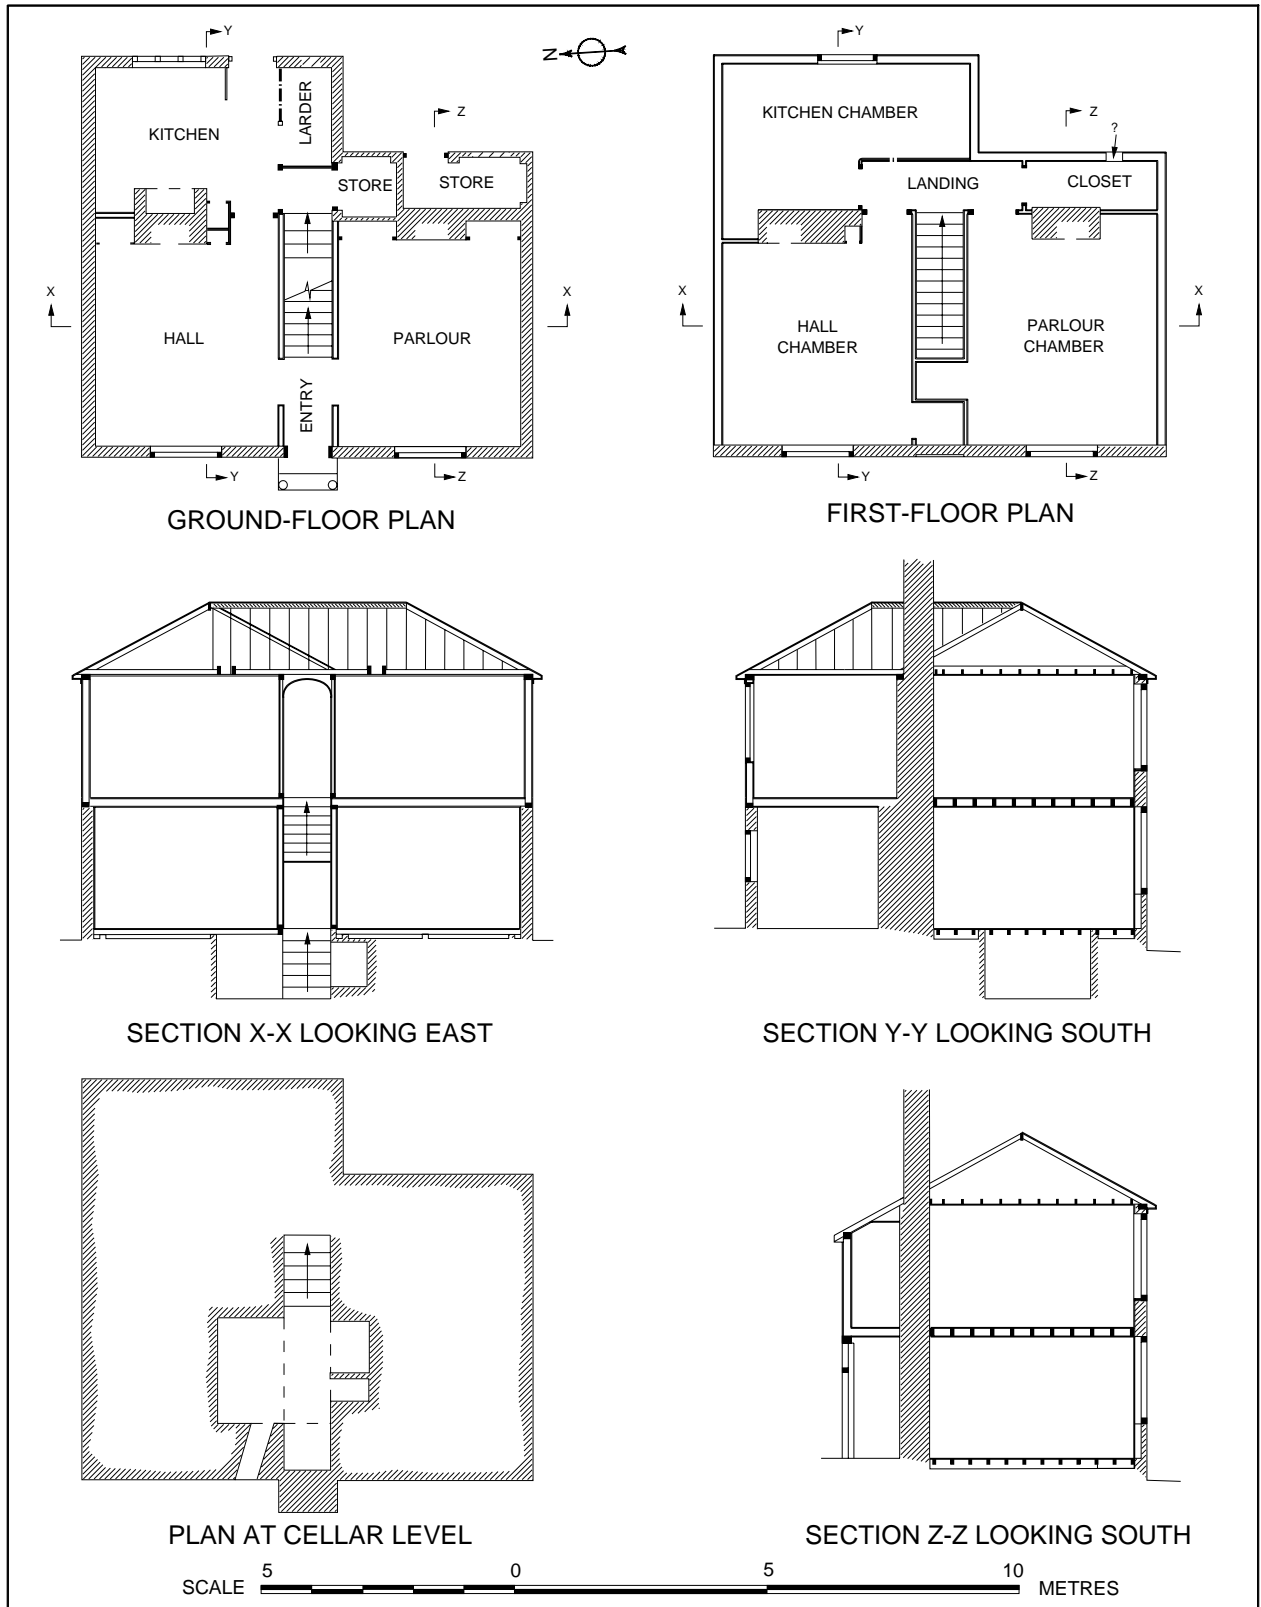 Y
Y
N
Z
Z
?
KITCHEN
LARDER
STORE
STORE
KITCHEN CHAMBER
LANDING
CLOSET
X
X
X
X
HALL
PARLOUR
ENTRY
HALL
CHAMBER
PARLOUR
CHAMBER
Y
Z
Y
Z
GROUND-FLOOR PLAN
FIRST-FLOOR PLAN
SECTION X-X LOOKING EAST
SECTION Y-Y LOOKING SOUTH
PLAN AT CELLAR LEVEL
SECTION Z-Z LOOKING SOUTH
SCALE 5 0 5 10 METRES